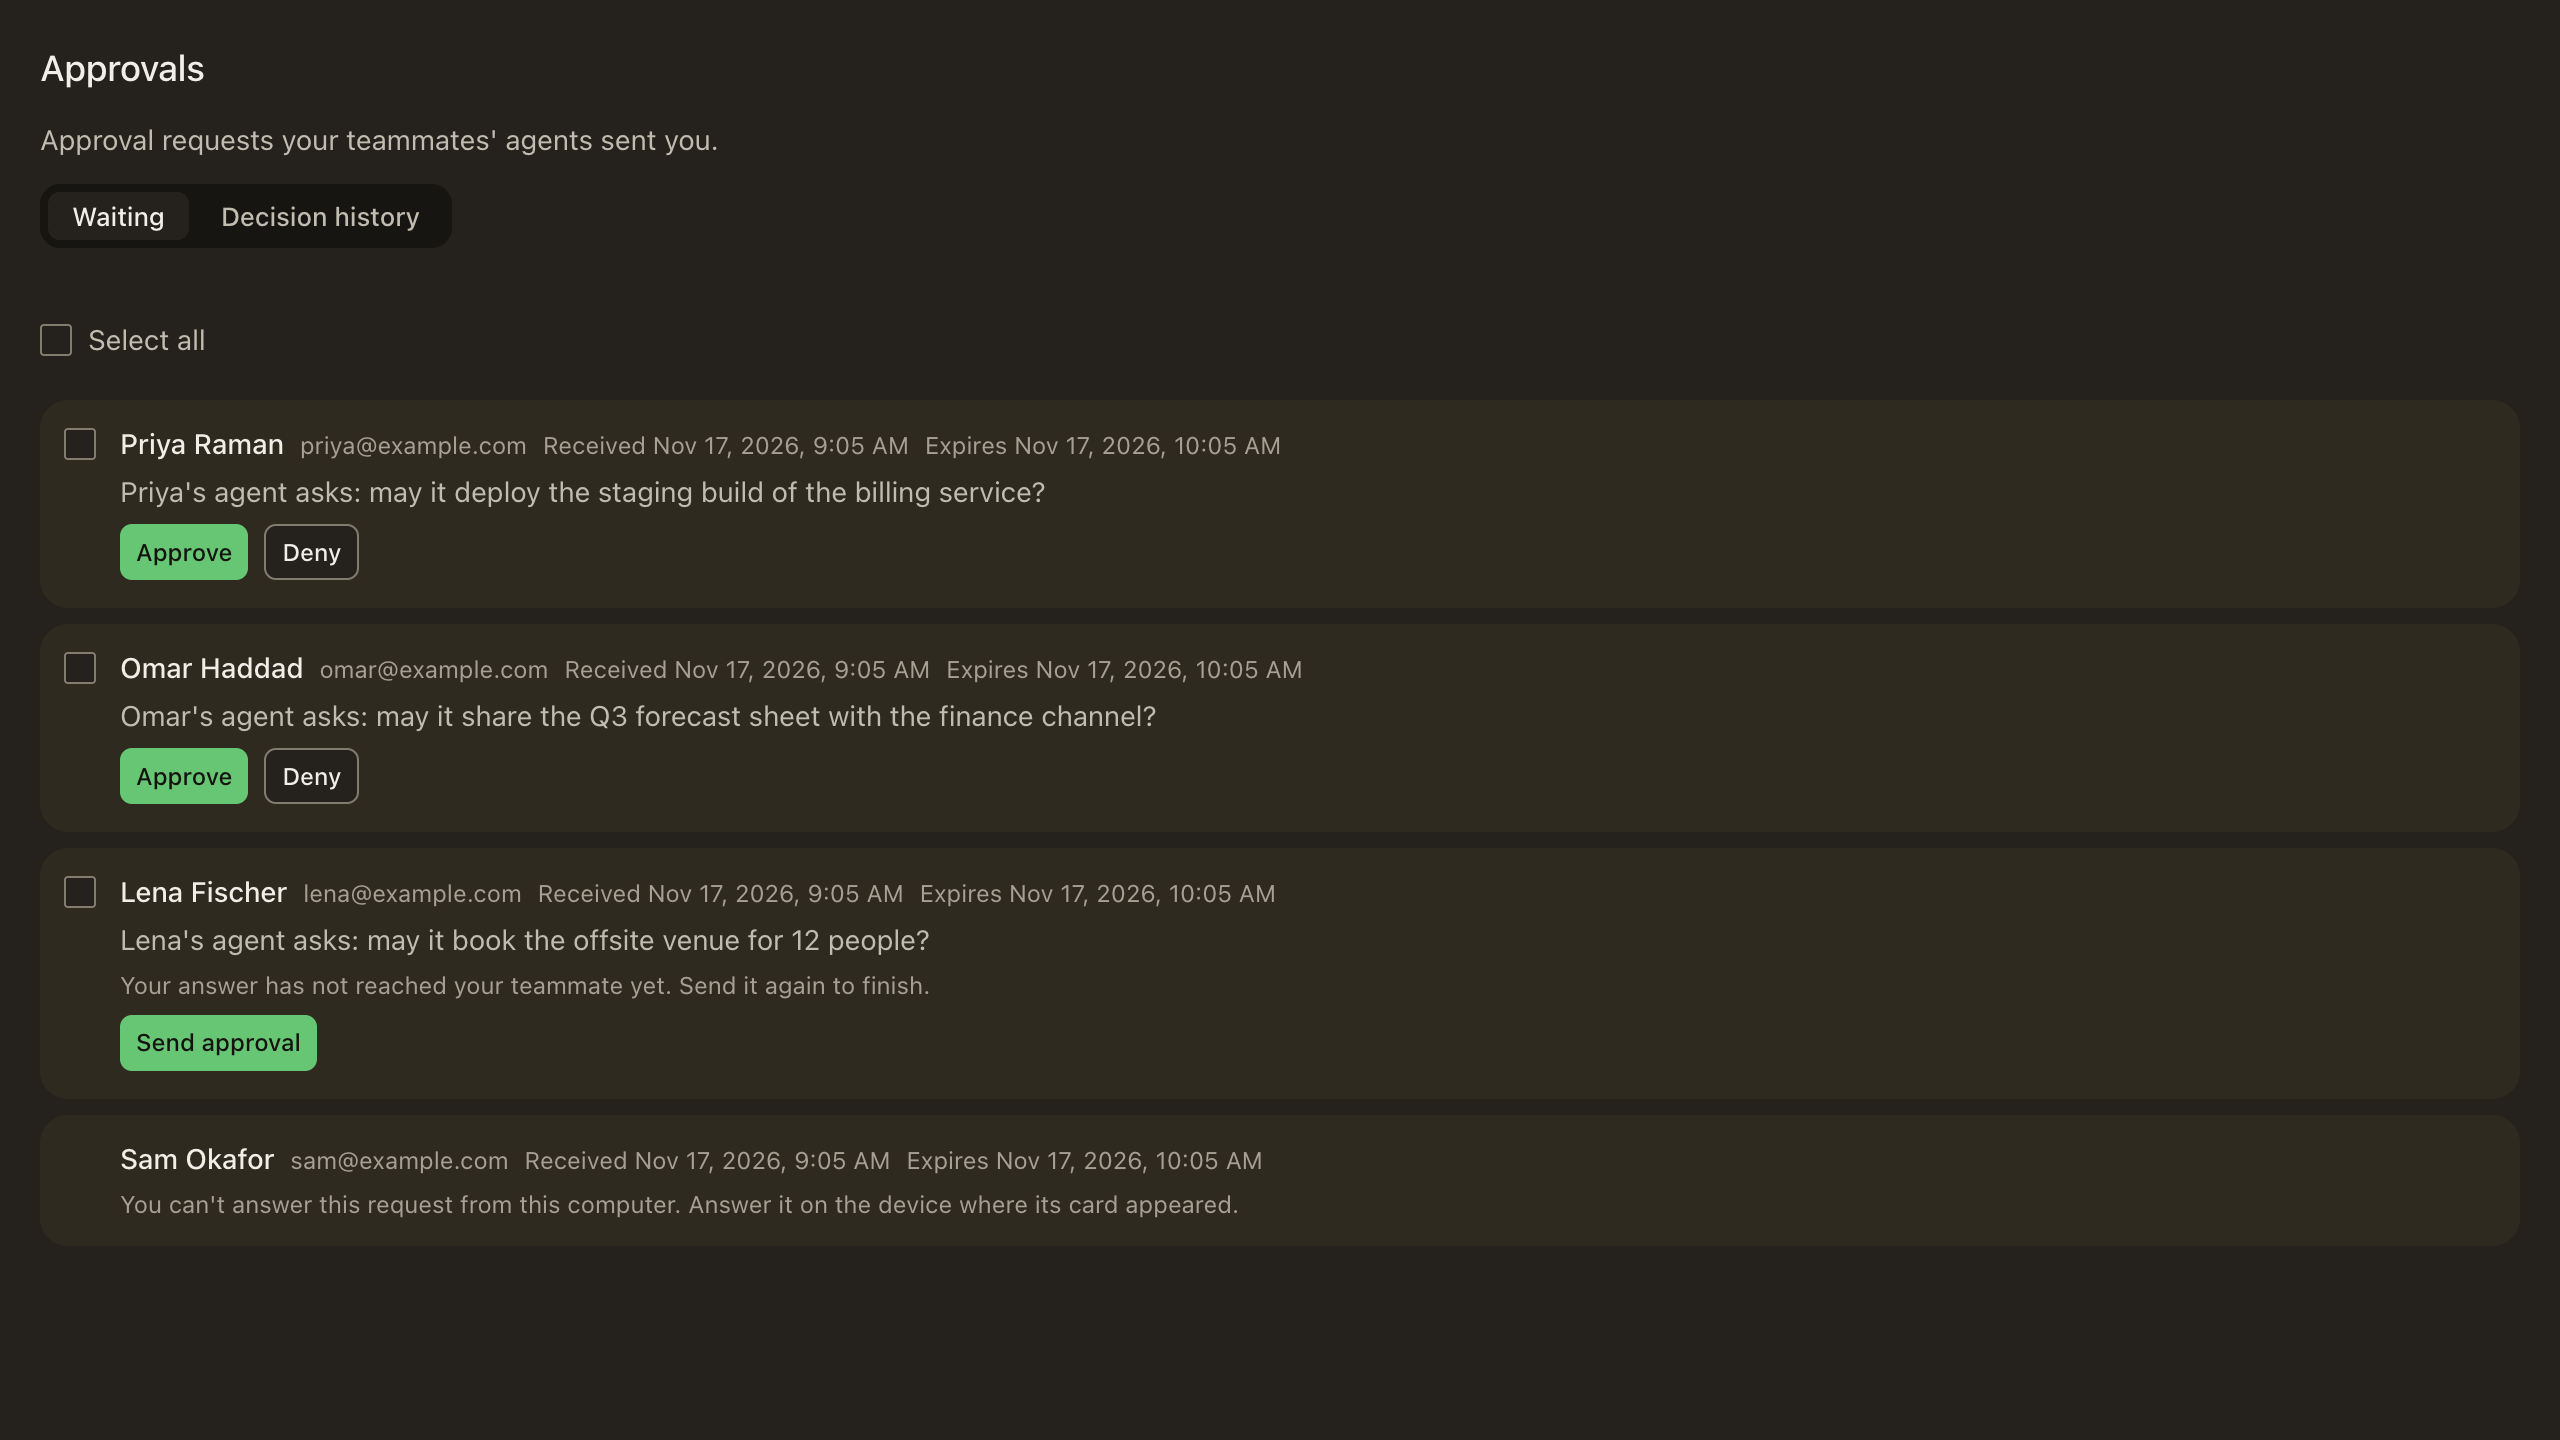 Approvals
Approval requests your teammates' agents sent you.
Waiting Decision history
Select all
Priya Raman priya@example.com Received Nov 17, 2026, 9:05 AM Expires Nov 17, 2026, 10:05 AM
Priya's agent asks: may it deploy the staging build of the billing service?
Approve Deny
Omar Haddad omar@example.com Received Nov 17, 2026, 9:05 AM Expires Nov 17, 2026, 10:05 AM
Omar's agent asks: may it share the Q3 forecast sheet with the finance channel?
Approve Deny
Lena Fischer lena@example.com Received Nov 17, 2026, 9:05 AM Expires Nov 17, 2026, 10:05 AM
Lena's agent asks: may it book the offsite venue for 12 people?
Your answer has not reached your teammate yet. Send it again to finish.
Send approval
Sam Okafor sam@example.com Received Nov 17, 2026, 9:05 AM Expires Nov 17, 2026, 10:05 AM
You can't answer this request from this computer. Answer it on the device where its card appeared.